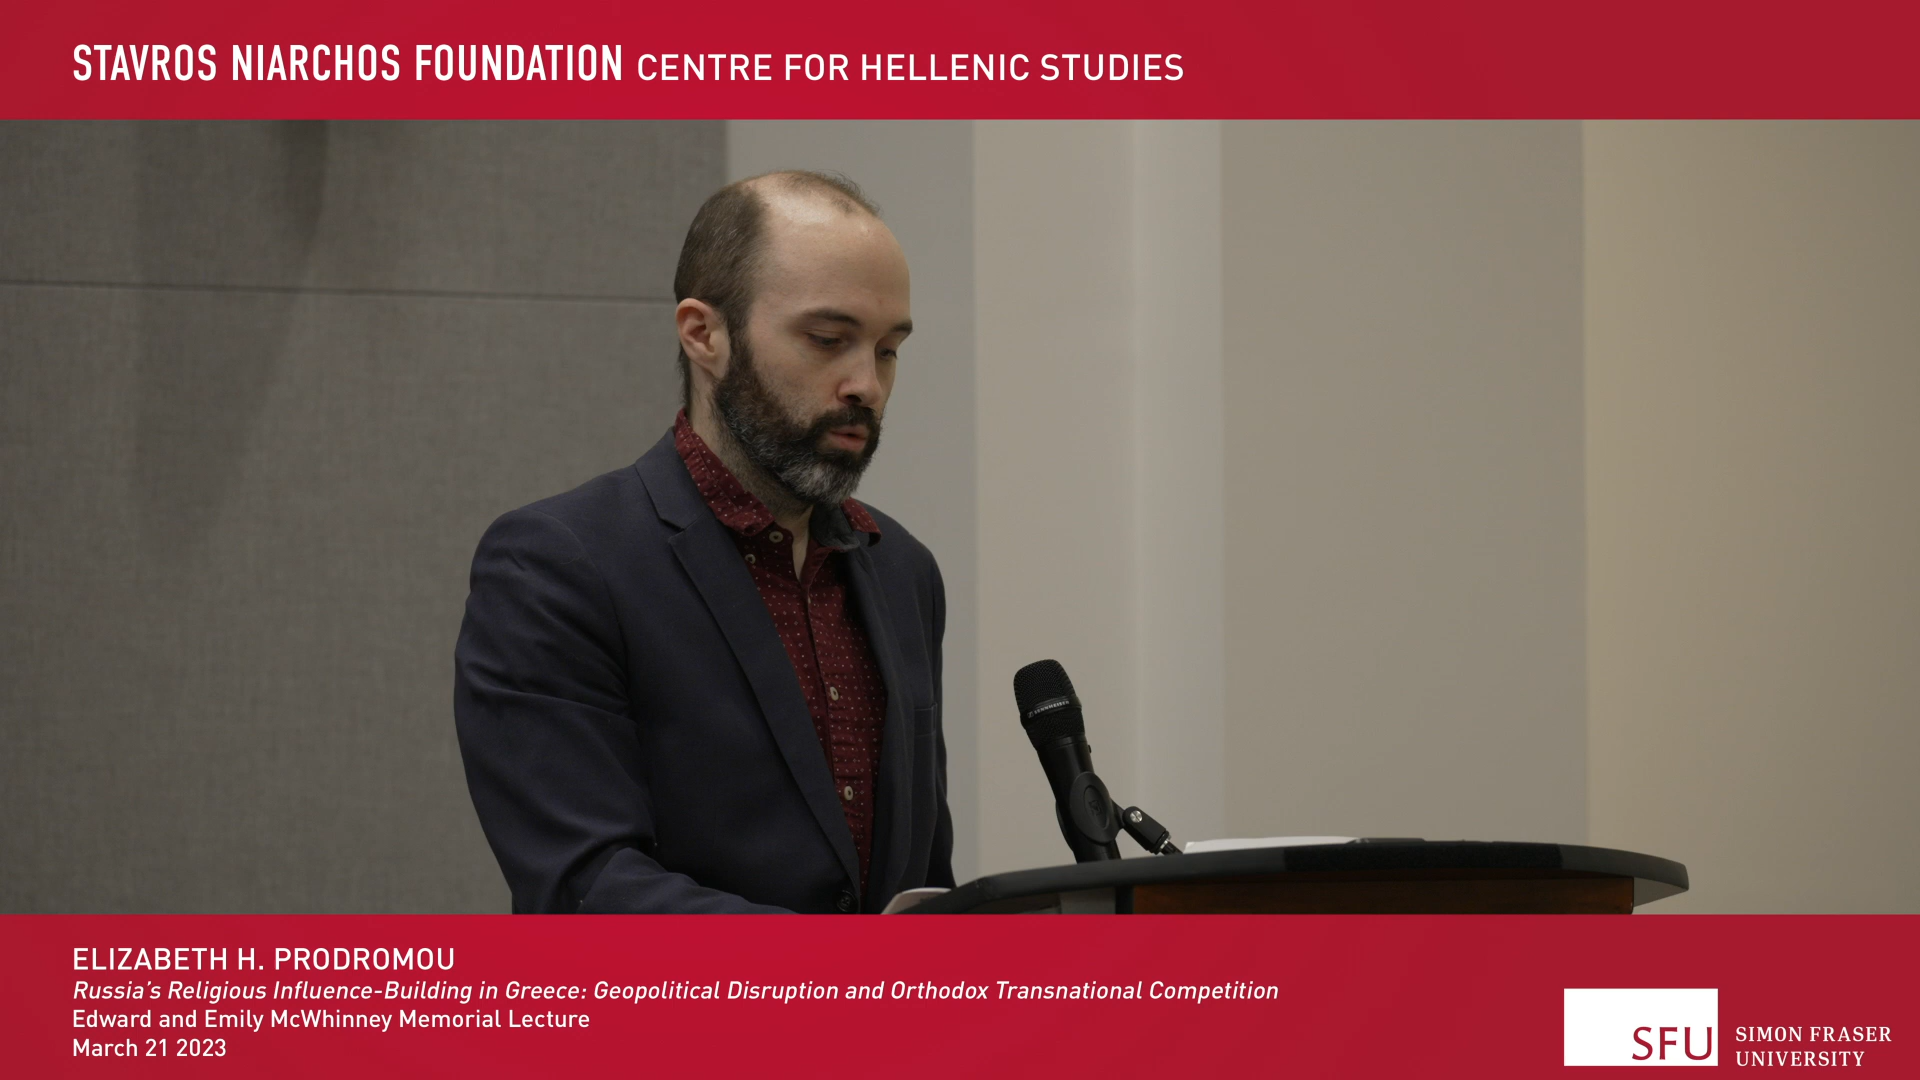 STAVROS NIARCHOS FOUNDATION CENTRE FOR HELLENIC STUDIES
SENNHEISER
ELIZABETH H. PRODROMOU
Russia's Religious Influence-Building in Greece: Geopolitical Disruption and Orthodox Transnational Competition
Edward and Emily McWhinney Memorial Lecture
March 21 2023
SFU
SIMON FRASER
UNIVERSITY